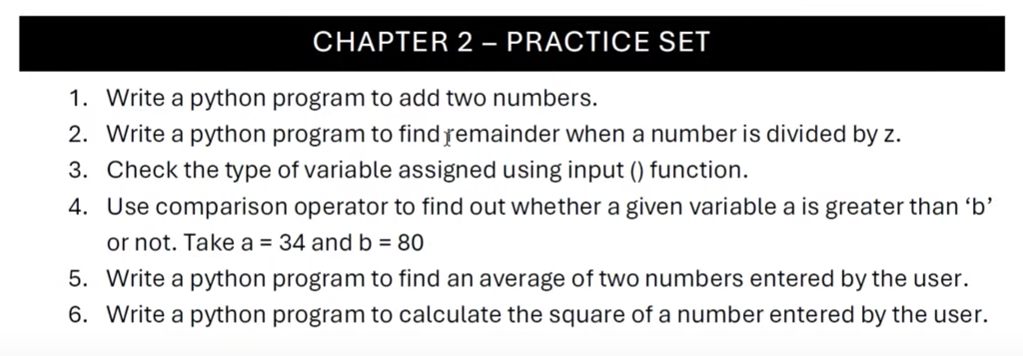 CHAPTER 2 – PRACTICE SET
1. Write a python program to add two numbers.
2. Write a python program to find remainder when a number is divided by z.
3. Check the type of variable assigned using input () function.
4. Use comparison operator to find out whether a given variable a is greater than ‘b’
or not. Take a = 34 and b = 80
5. Write a python program to find an average of two numbers entered by the user.
6. Write a python program to calculate the square of a number entered by the user.